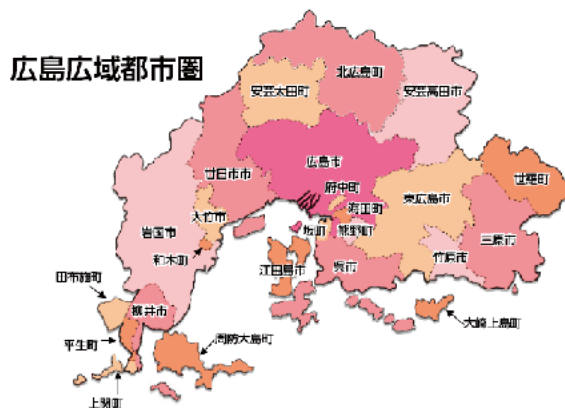 広島広域都市圏
北広島町
安芸太田町
安芸高田市
広島市
廿日市市
世羅町
府中町
東広島市
海田町
大竹市
坂町
熊野町
三原市
岩国市
和木町
江田島市
呉市
竹原市
田布施町
柳井市
平生町
周防大島町
大崎上島町
上関町